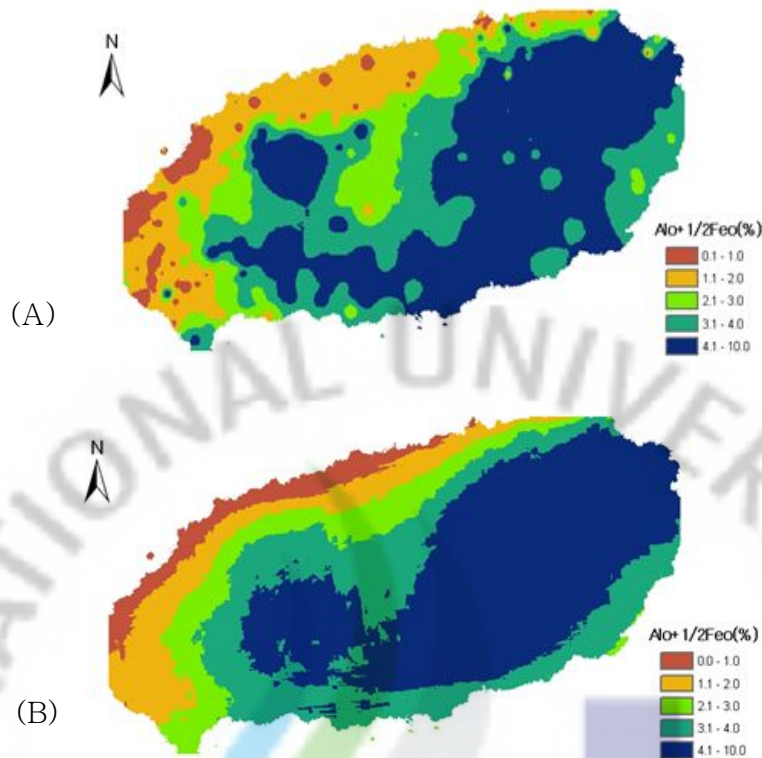 N
Alo+1/2Feo(%)
0.1 - 1.0
1.1 - 2.0
2.1 - 3.0
3.1 - 4.0
4.1 - 10.0
(A)
NATIONAL UNIVER
N
Alo+1/2Feo(%)
0.0 - 1.0
1.1 - 2.0
2.1 - 3.0
3.1 - 4.0
4.1 - 10.0
(B)